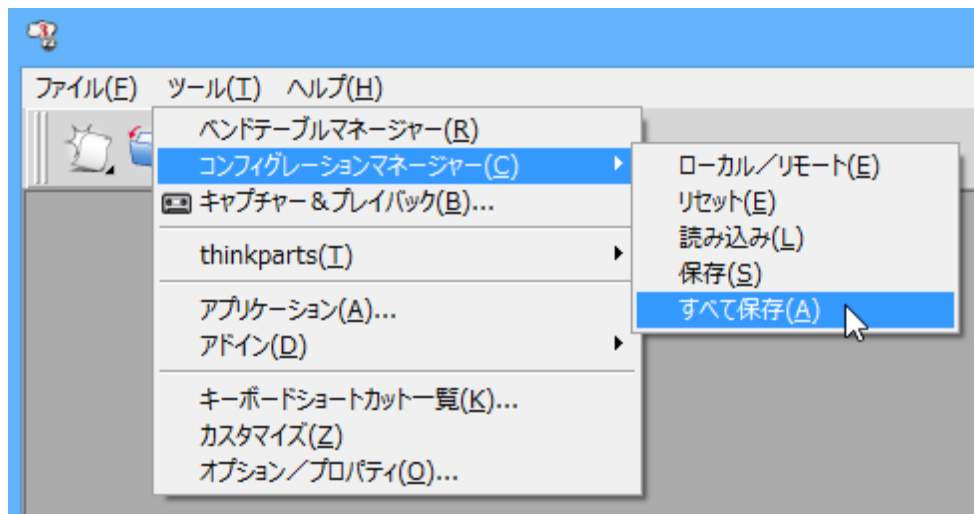 ファイル(F) ツール(T) ヘルプ(H)
ベンドテーブルマネージャー(R)
コンフィグレーションマネージャー(C)
キャプチャー＆プレイバック(B)...
thinkparts(T)
アプリケーション(A)...
アドイン(D)
キーボードショートカット一覧(K)...
カスタマイズ(Z)
オプション／プロパティ(O)...
ローカル／リモート(E)
リセット(E)
読み込み(L)
保存(S)
すべて保存(A)